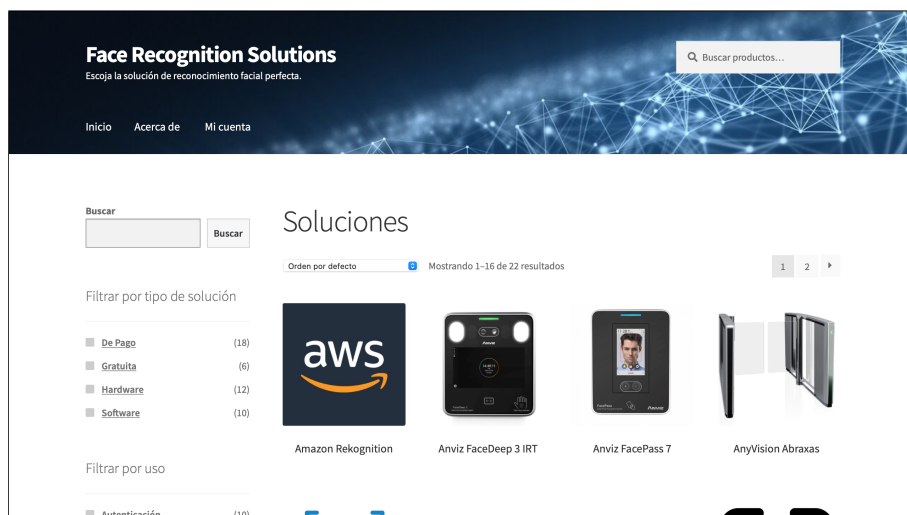 Face Recognition Solutions
Escoja la solución de reconocimiento facial perfecta.
Buscar productos…
Inicio Acerca de Mi cuenta
Buscar
Buscar
Soluciones
Orden por defecto
Mostrando 1–16 de 22 resultados
1 2
Filtrar por tipo de solución
De Pago (18)
Gratuita (6)
Hardware (12)
Software (10)
aws
Amazon Rekognition
Anviz FaceDeep 3 IRT
Anviz FacePass 7
AnyVision Abraxas
Filtrar por uso
Autenticación (10)